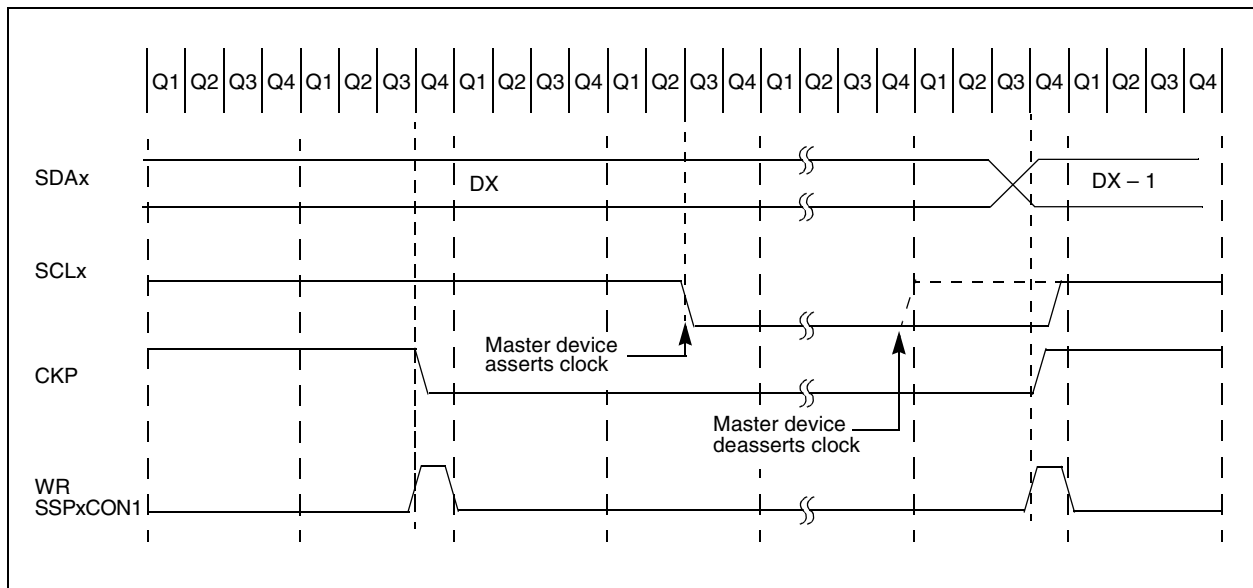 Q1 Q2 Q3 Q4 Q1 Q2 Q3 Q4 Q1 Q2 Q3 Q4 Q1 Q2 Q3 Q4 Q1 Q2 Q3 Q4 Q1 Q2 Q3 Q4 Q1 Q2 Q3 Q4
SDAx
DX
DX – 1
SCLx
Master device
asserts clock
CKP
Master device
deasserts clock
WR
SSPxCON1